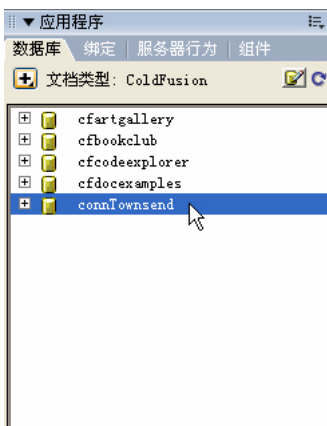 应用程序
数据库 绑定 服务器行为 组件
文档类型: ColdFusion
cfartgallery
cfbookclub
cfcodeexplorer
cfdocexamples
connTownsend